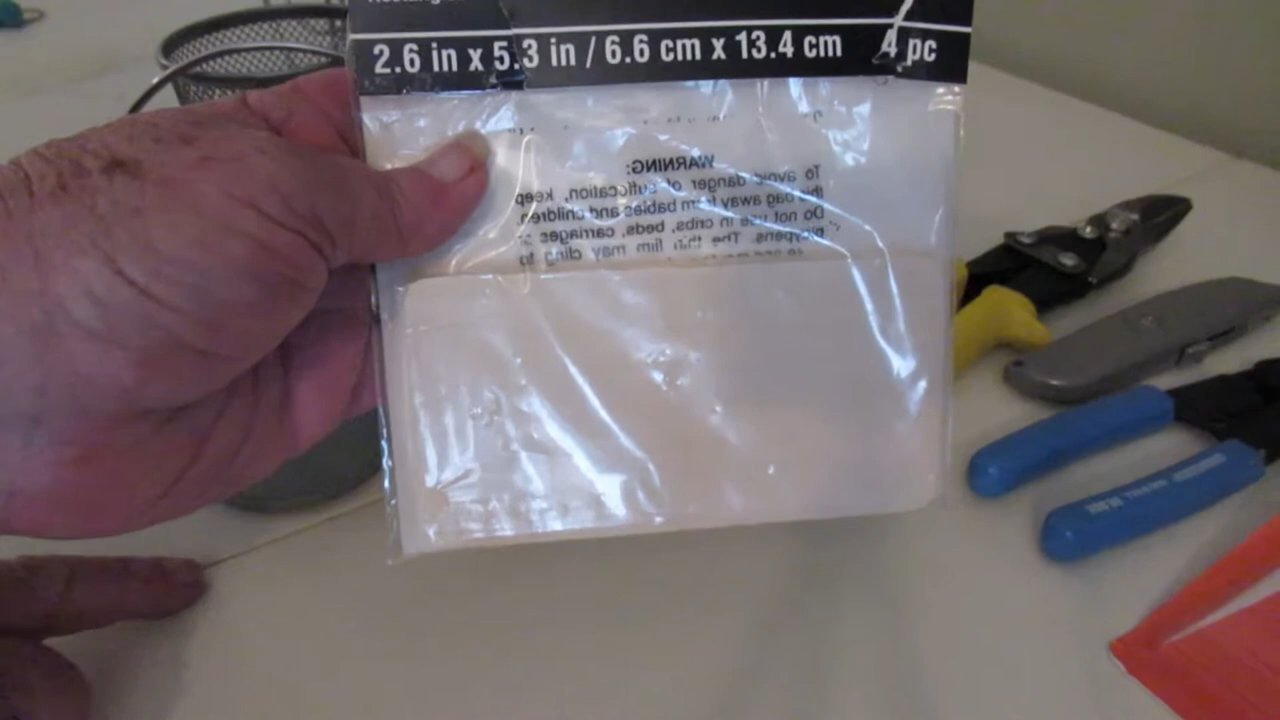 2.6 in x 5.3 in / 6.6 cm x 13.4 cm 4 pc
WARNING:
To avoid danger of suffocation, keep
this bag away from babies and children.
Do not use in cribs, beds, carriages or
playpens. The thin film may cling to